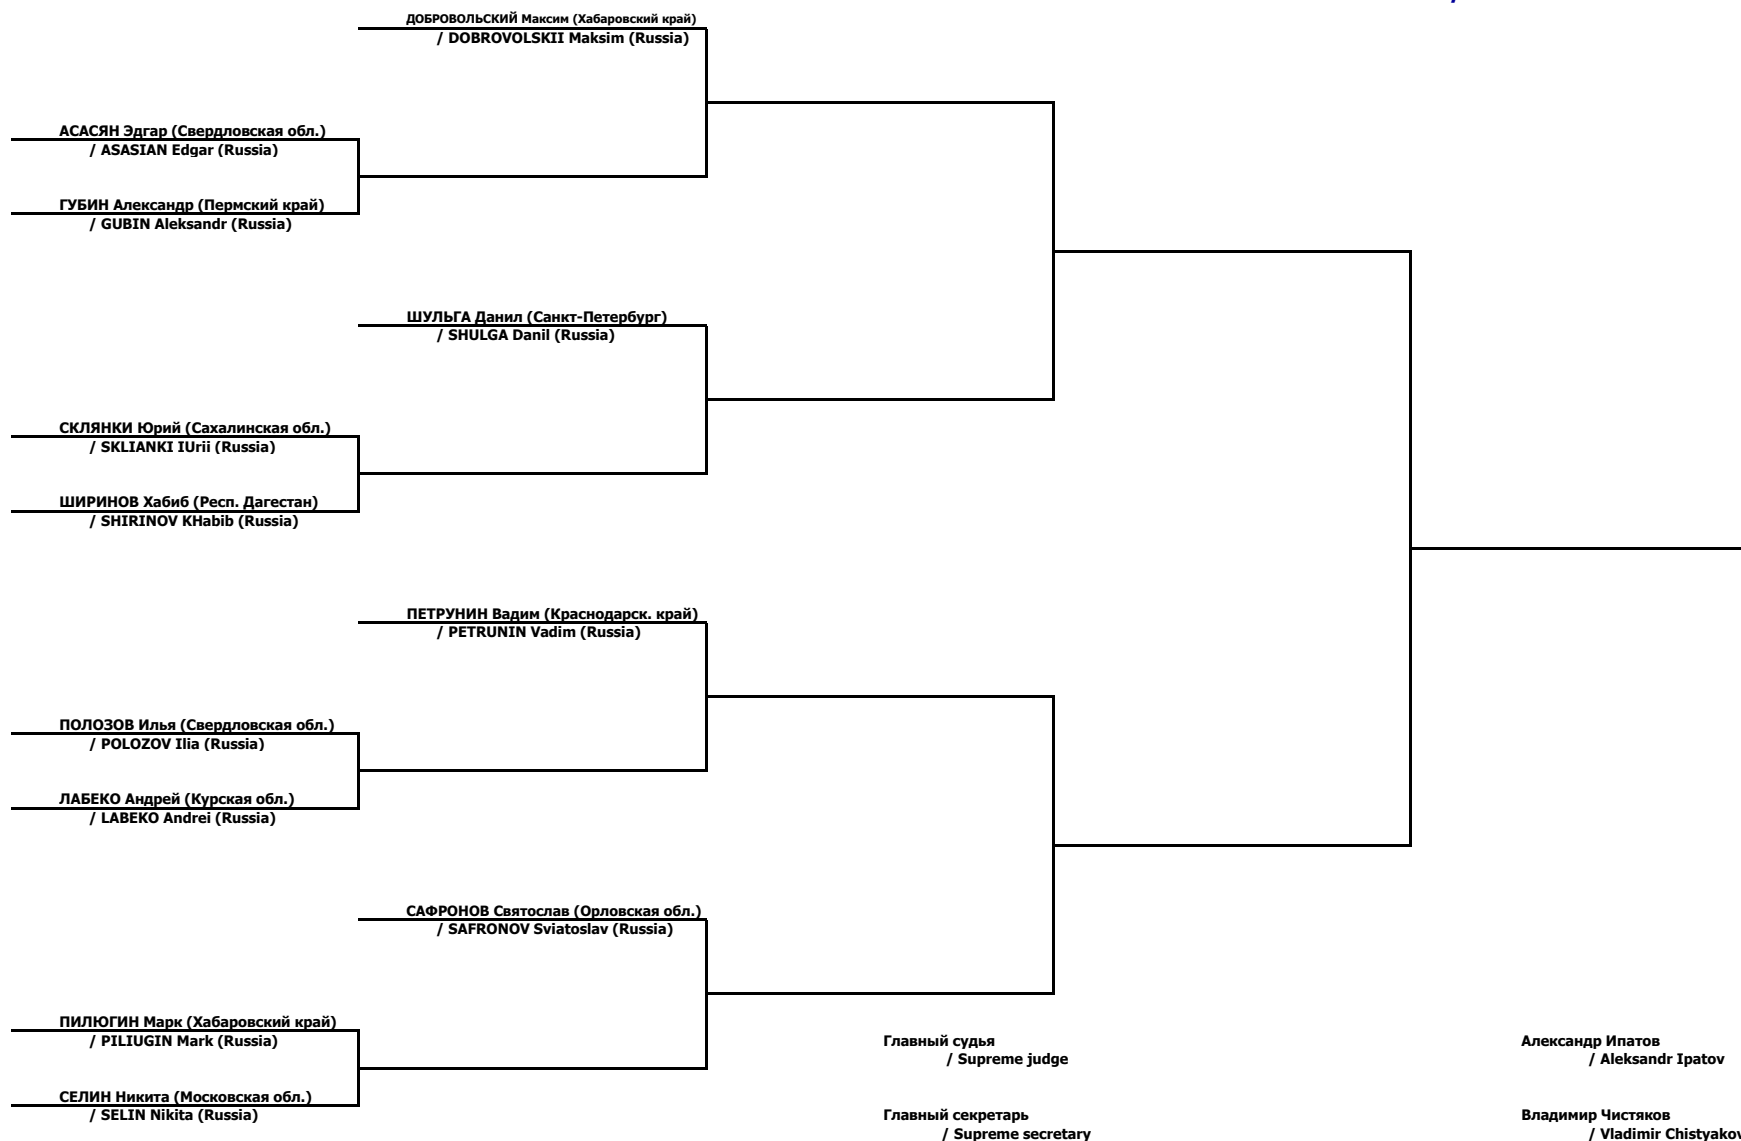 ДОБРОВОЛЬСКИЙ Максим (Хабаровский край)
/ DOBROVOLSKII Maksim (Russia)
АСАСЯН Эдгар (Свердловская обл.)
/ ASASIAN Edgar (Russia)
ГУБИН Александр (Пермский край)
/ GUBIN Aleksandr (Russia)
ШУЛЬГА Данил (Санкт-Петербург)
/ SHULGA Danil (Russia)
СКЛЯНКИ Юрий (Сахалинская обл.)
/ SKLIANKI IUrii (Russia)
ШИРИНОВ Хабиб (Респ. Дагестан)
/ SHIRINOV KHabib (Russia)
ПЕТРУНИН Вадим (Краснодарск. край)
/ PETRUNIN Vadim (Russia)
ПОЛОЗОВ Илья (Свердловская обл.)
/ POLOZOV Ilia (Russia)
ЛАБЕКО Андрей (Курская обл.)
/ LABEKO Andrei (Russia)
САФРОНОВ Святослав (Орловская обл.)
/ SAFRONOV Sviatoslav (Russia)
ПИЛЮГИН Марк (Хабаровский край)
/ PILIUGIN Mark (Russia)
СЕЛИН Никита (Московская обл.)
/ SELIN Nikita (Russia)
Главный судья
/ Supreme judge
Александр Ипатов
/ Aleksandr Ipatov
Главный секретарь
/ Supreme secretary
Владимир Чистяков
/ Vladimir Chistyakov